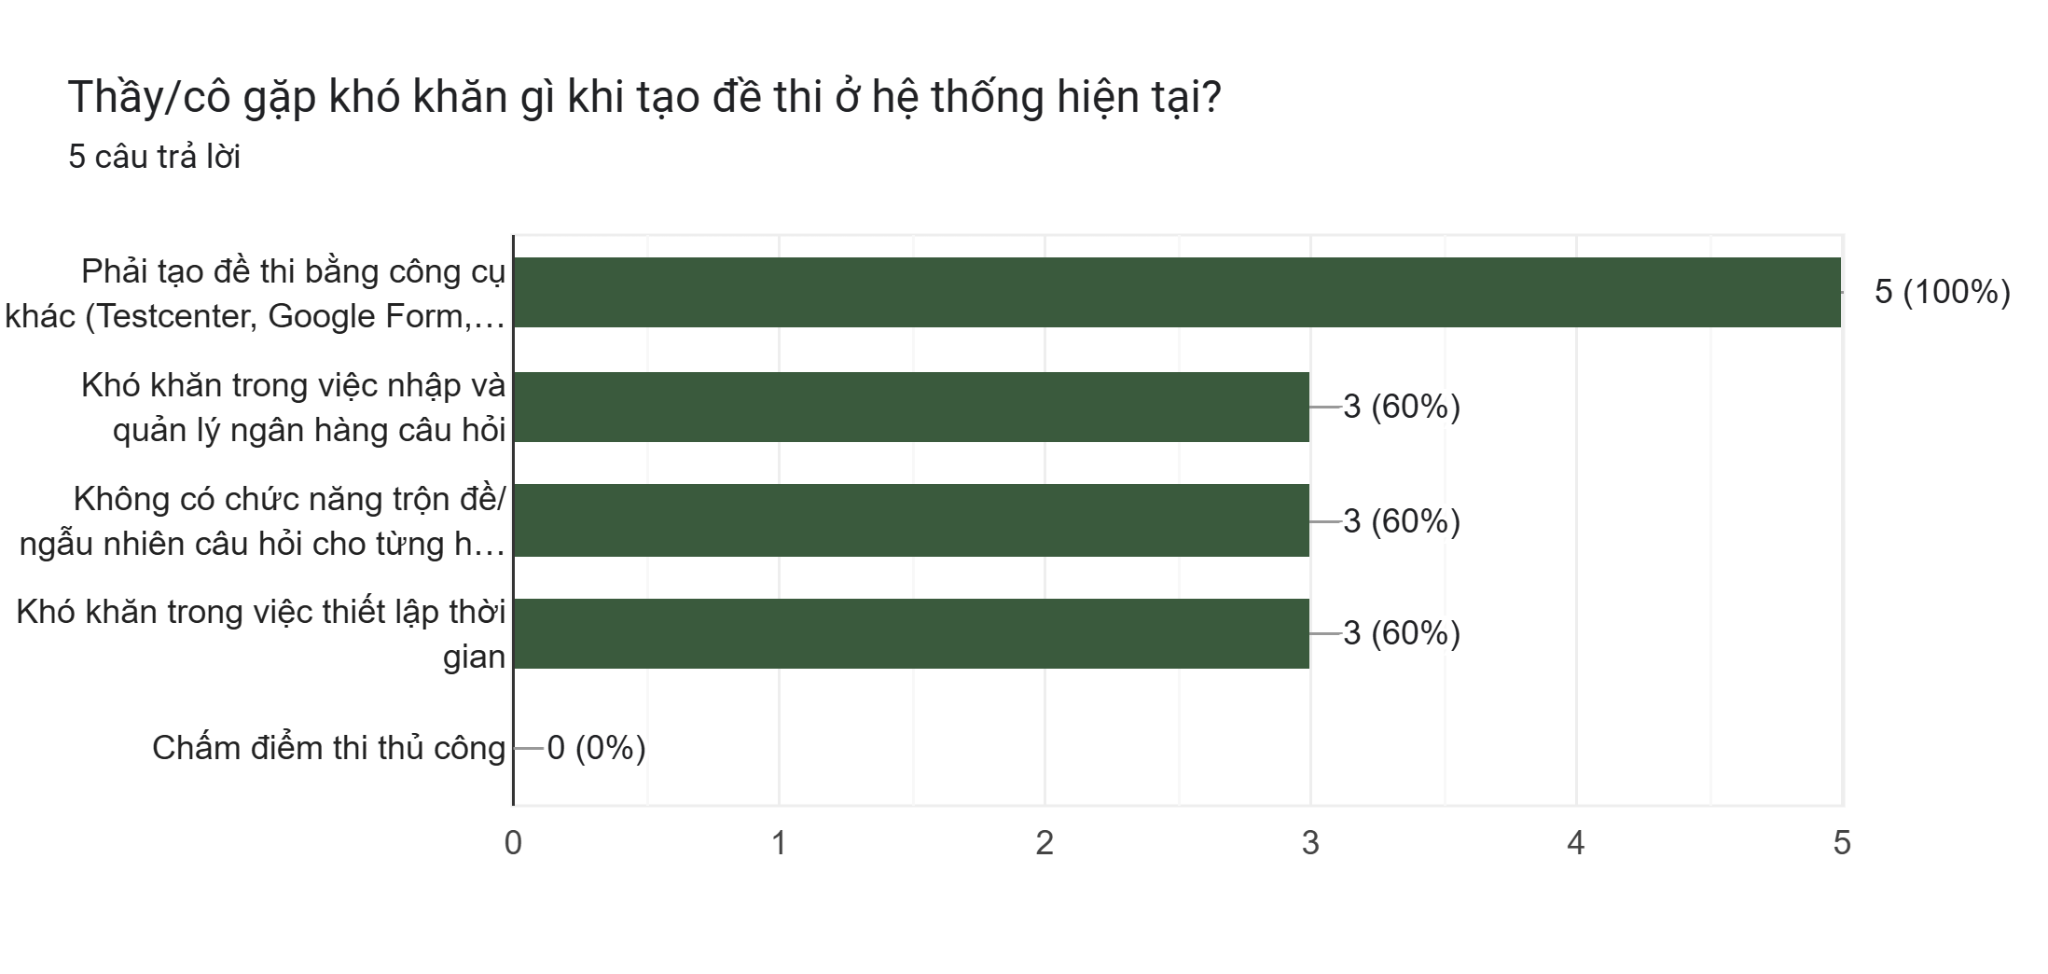 Thầy/cô gặp khó khăn gì khi tạo đề thi ở hệ thống hiện tại?
5 câu trả lời
Phải tạo đề thi bằng công cụ
khác (Testcenter, Google Form,…
5 (100%)
Khó khăn trong việc nhập và
quản lý ngân hàng câu hỏi
3 (60%)
Không có chức năng trộn đề/
ngẫu nhiên câu hỏi cho từng h…
3 (60%)
Khó khăn trong việc thiết lập thời
gian
3 (60%)
Chấm điểm thi thủ công
0 (0%)
0 1 2 3 4 5